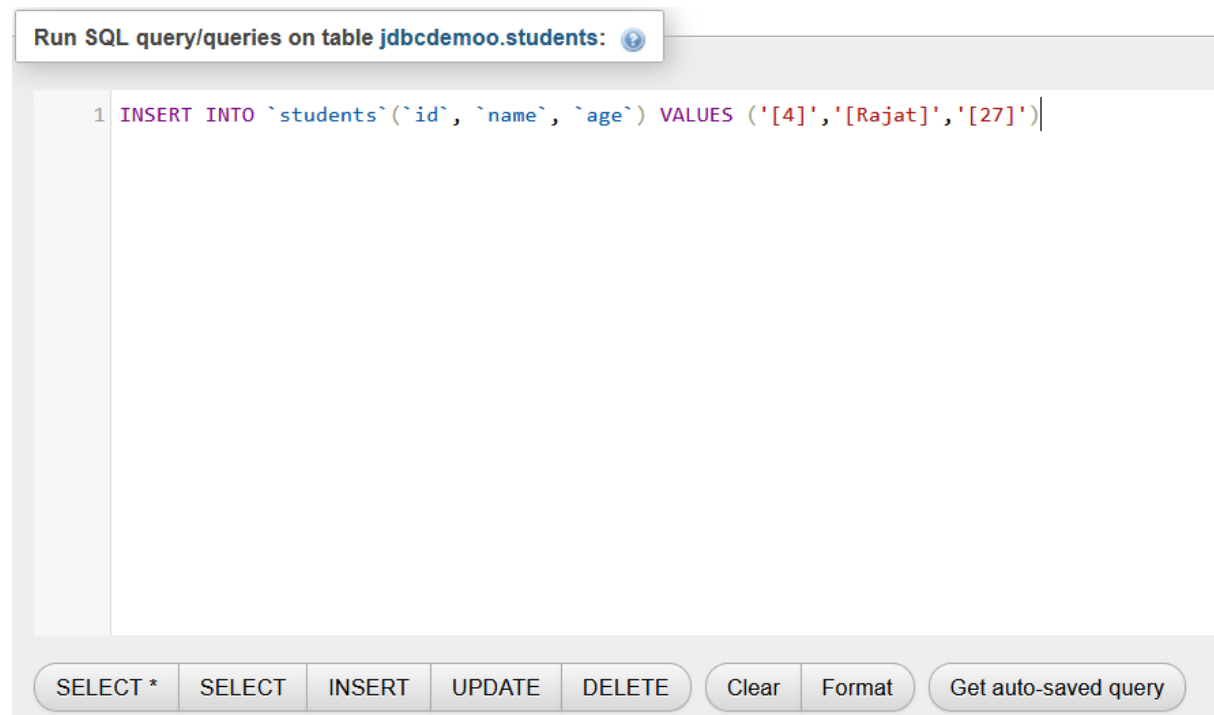 Run SQL query/queries on table jdbcdemoo.students:
1 INSERT INTO `students`(`id`, `name`, `age`) VALUES ('[4]','[Rajat]','[27]')
SELECT * SELECT INSERT UPDATE DELETE Clear Format Get auto-saved query